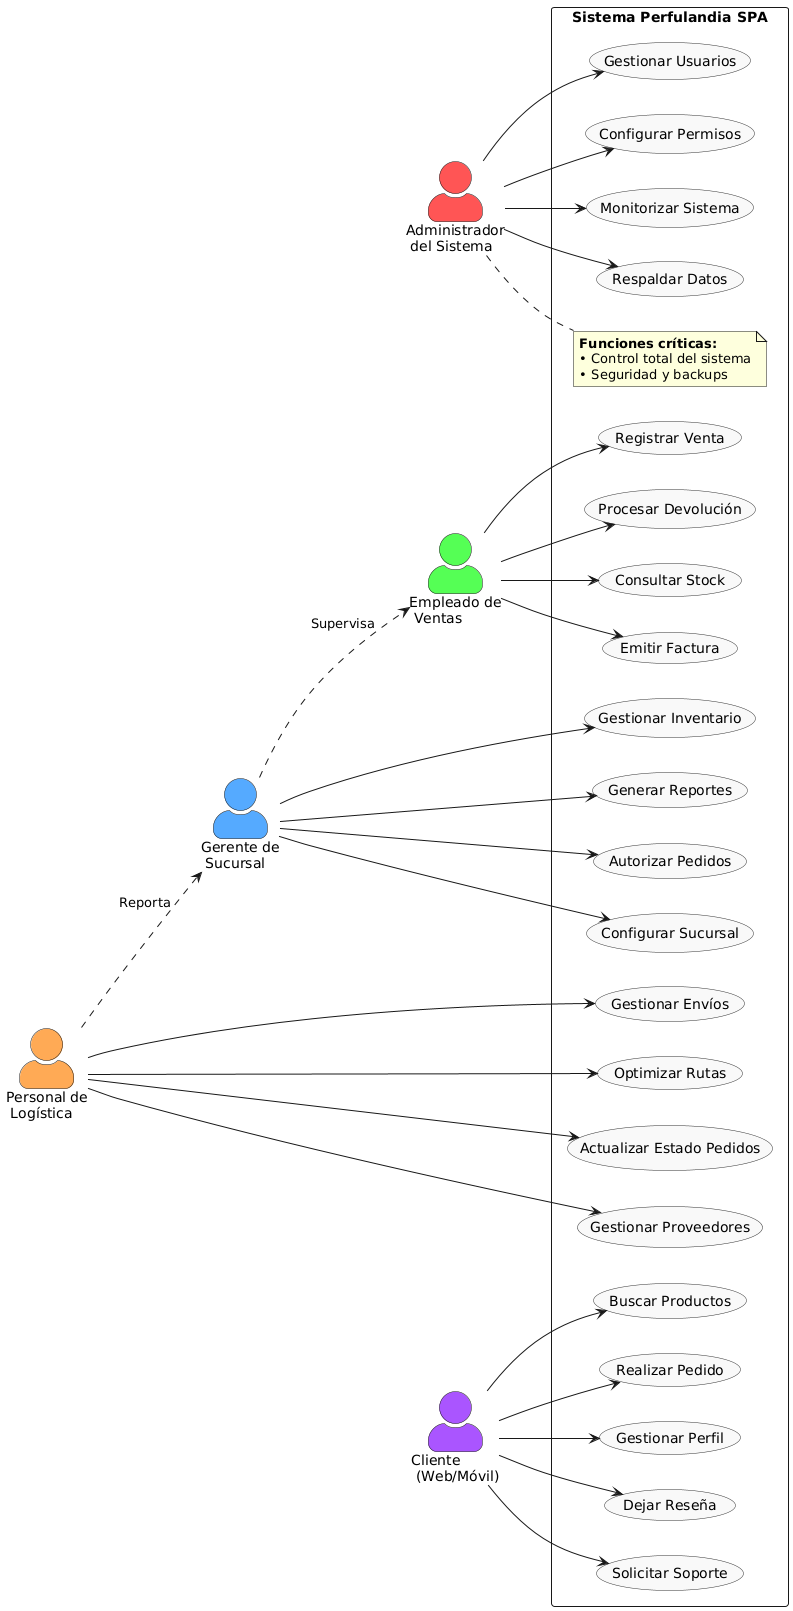 Sistema Perfulandia SPA
Gestionar Usuarios
Configurar Permisos
Monitorizar Sistema
Respaldar Datos
Administrador
del Sistema
Funciones críticas:
• Control total del sistema
• Seguridad y backups
Registrar Venta
Procesar Devolución
Consultar Stock
Emitir Factura
Empleado de
Ventas
Supervisa
Gestionar Inventario
Generar Reportes
Autorizar Pedidos
Configurar Sucursal
Gerente de
Sucursal
Reporta
Gestionar Envíos
Optimizar Rutas
Actualizar Estado Pedidos
Gestionar Proveedores
Personal de
Logística
Buscar Productos
Realizar Pedido
Gestionar Perfil
Dejar Reseña
Solicitar Soporte
Cliente
(Web/Móvil)